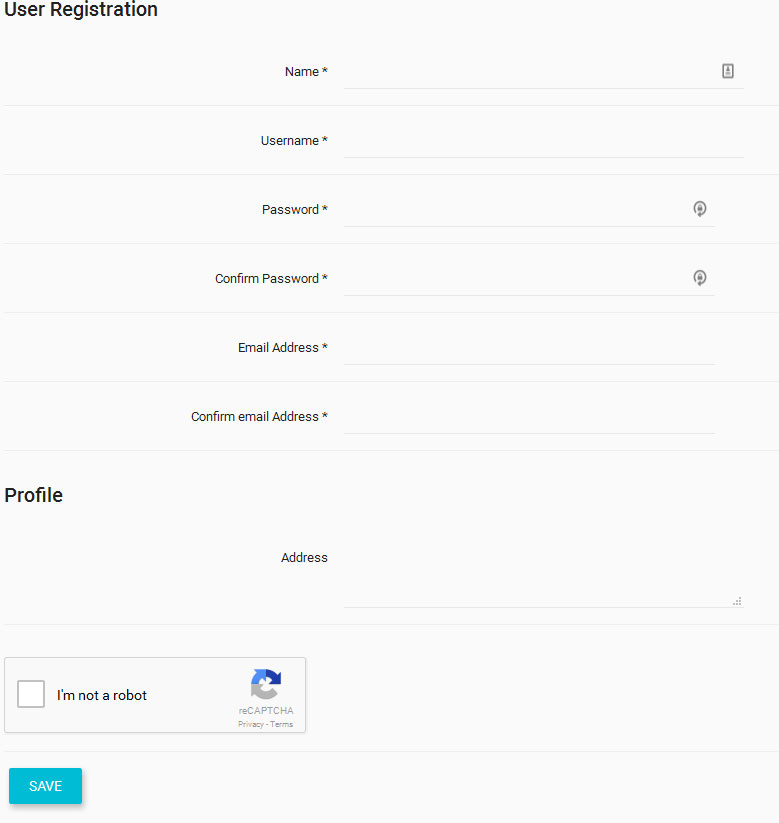 User Registration
Name *
Username *
Password *
Confirm Password *
Email Address *
Confirm email Address *
Profile
Address
I'm not a robot
reCAPTCHA
Privacy - Terms
SAVE